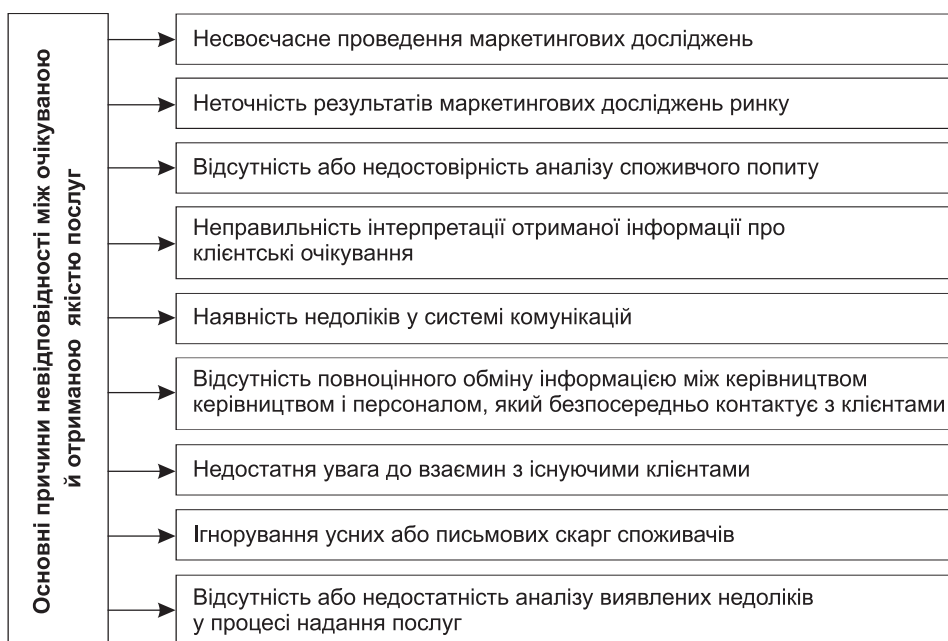 Основні причини невідповідності між очікуваною
й отриманою якістю послуг
Несвоєчасне проведення маркетингових досліджень
Неточність результатів маркетингових досліджень ринку
Відсутність або недостовірність аналізу споживчого попиту
Неправильність інтерпретації отриманої інформації про
клієнтські очікування
Наявність недоліків у системі комунікацій
Відсутність повноцінного обміну інформацією між керівництвом
керівництвом і персоналом, який безпосередньо контактує з клієнтами
Недостатня увага до взаємин з існуючими клієнтами
Ігнорування усних або письмових скарг споживачів
Відсутність або недостатність аналізу виявлених недоліків
у процесі надання послуг